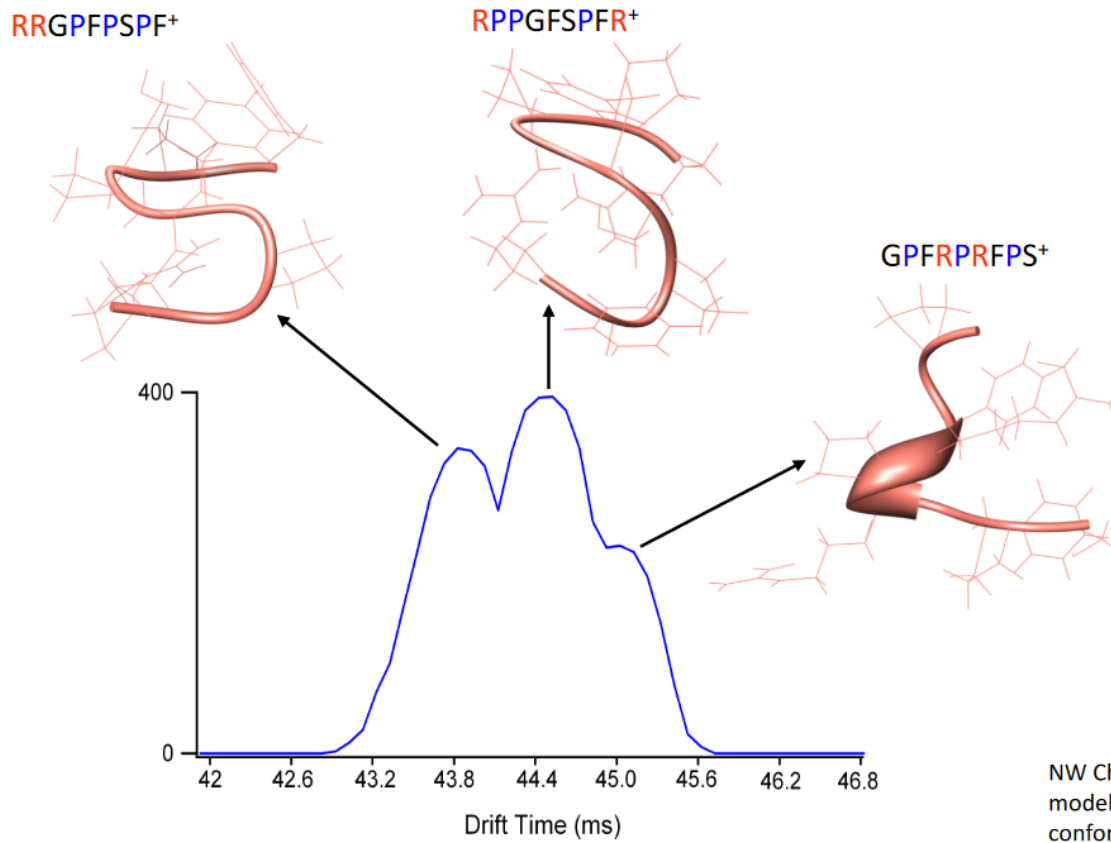 RRGPFPSPF+
RPPGFSPFR+
GPFRPRFPS+
400
0
42 42.6 43.2 43.8 44.4 45.0 45.6 46.2 46.8
Drift Time (ms)
NW Ch
model
confor